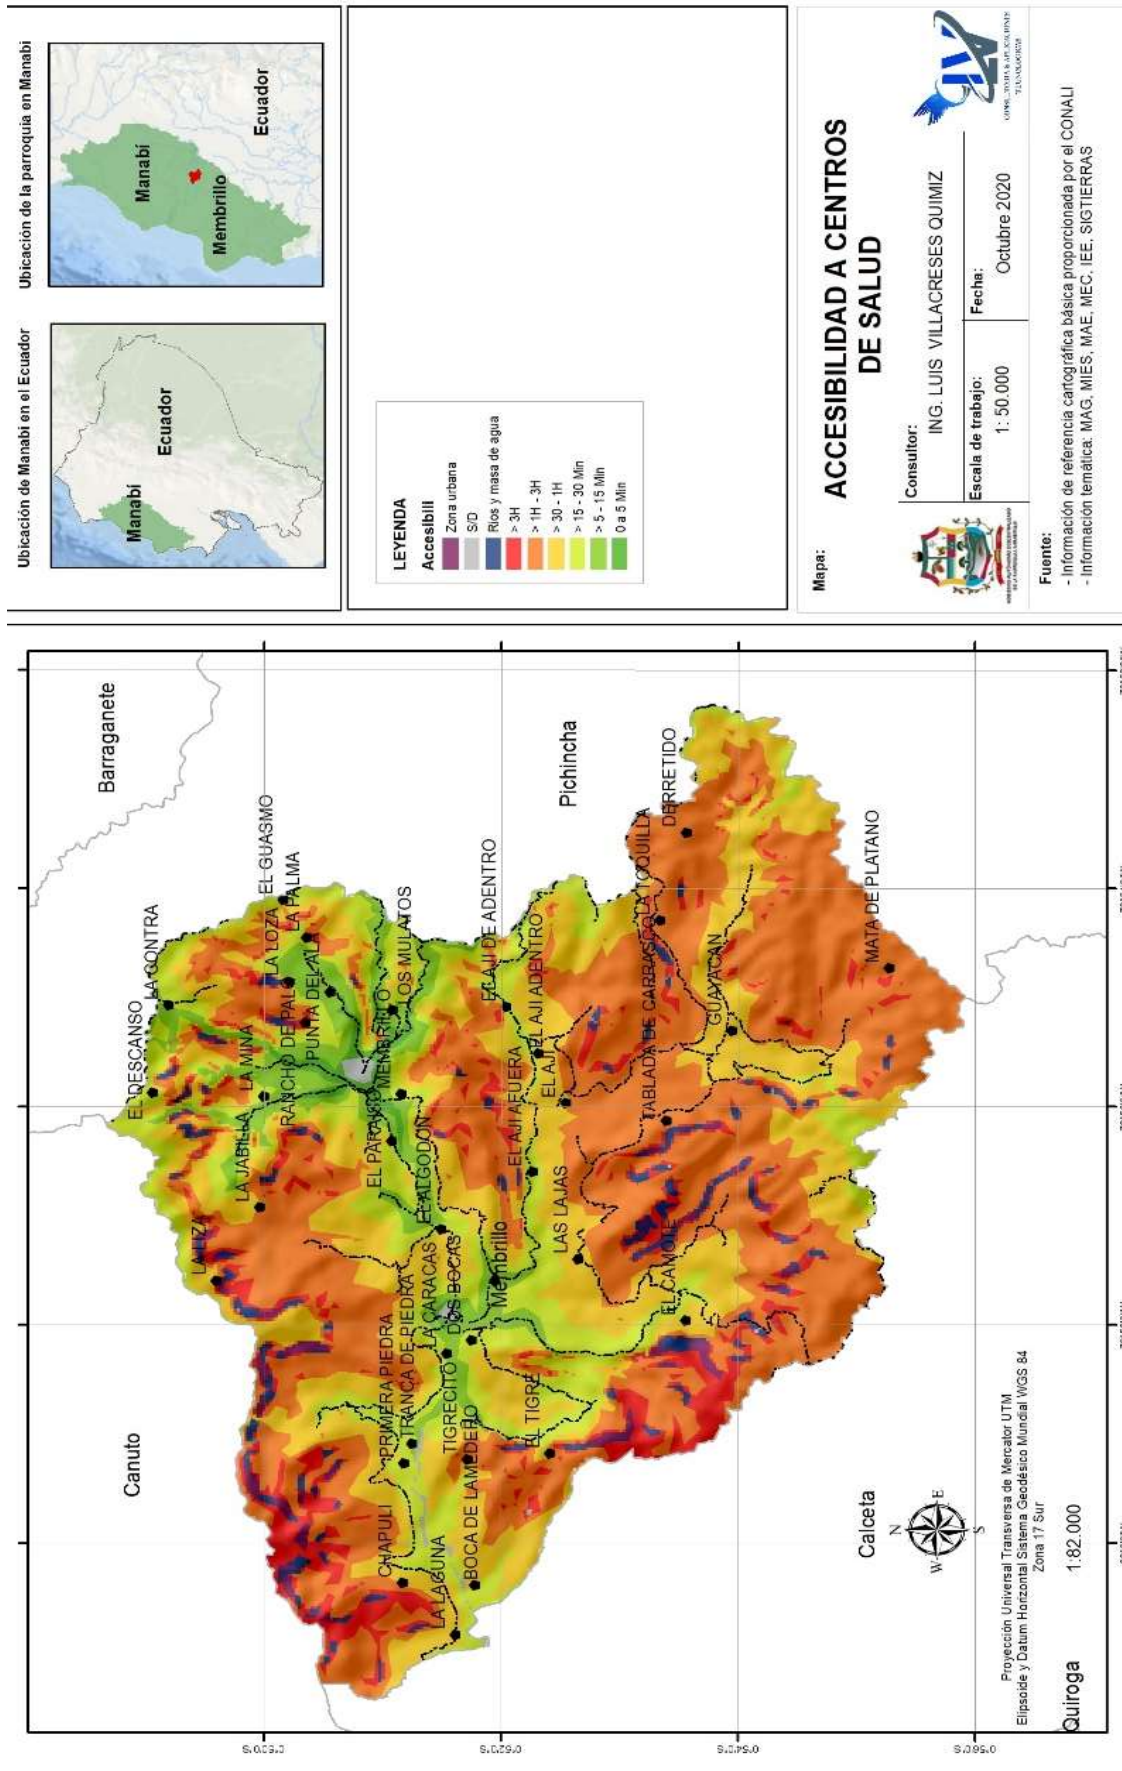 Ubicación de Manabi en el Ecuador
Manabí
Ecuador
Ubicación de la parroquia en Manabi
Manabí
Membrillo
Ecuador
LEYENDA
Accesibili
Zona urbana
S/D
Rios y masa de agua
> 3H
> 1H - 3H
> 30 - 1H
> 15 - 30 Min
> 5 - 15 Min
0 a 5 Min
Mapa:
ACCESIBILIDAD A CENTROS
DE SALUD
Consultor:
ING. LUIS VILLACRESES QUIMIZ
Escala de trabajo:
1: 50.000
Fecha:
Octubre 2020
Fuente:
- Información de referencia cartográfica básica proporcionada por el CONALI
- Información temática: MAG, MIES, MAE, MEC, IEE, SIGTIERRAS
Canuto
Barraganete
Pichincha
Calceta
Quiroga
EL DESCANSO
LA CONTRA
EL GUASMO
LA PALMA
LA LOZA
PUNTA DEL ALA
LA MINA
LA JABILLA
LA LIZA
LOS MULATOS
MEMBRILLO
EL PARAISO
EL ALGODON
LA CARACAS
DOS BOCAS
Membrillo
PRIMERA PIEDRA
TRANCA DE PIEDRA
TIGRECITO
BOCA DE LAMEDERO
EL TIGRE
CHAPULI
LA LAGUNA
EL AJI DE ADENTRO
EL AJI ADENTRO
EL AJI
EL AJI AFUERA
LAS LAJAS
EL CAMOTE
TABLADA DE CARRASCO
LA TOQUILLA
DERRETIDO
GUAYACAN
MATA DE PLATANO
N
W
E
S
Proyección Universal Transversa de Mercator UTM
Elipsoide y Datum Horizontal Sistema Geodésico Mundial WGS 84
Zona 17 Sur
1:82.000